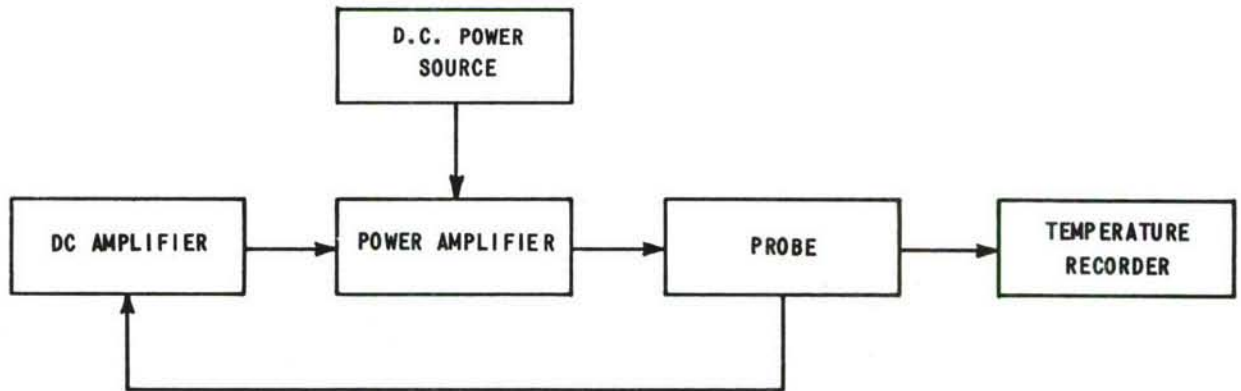 D.C. POWER
SOURCE
DC AMPLIFIER
POWER AMPLIFIER
PROBE
TEMPERATURE
RECORDER